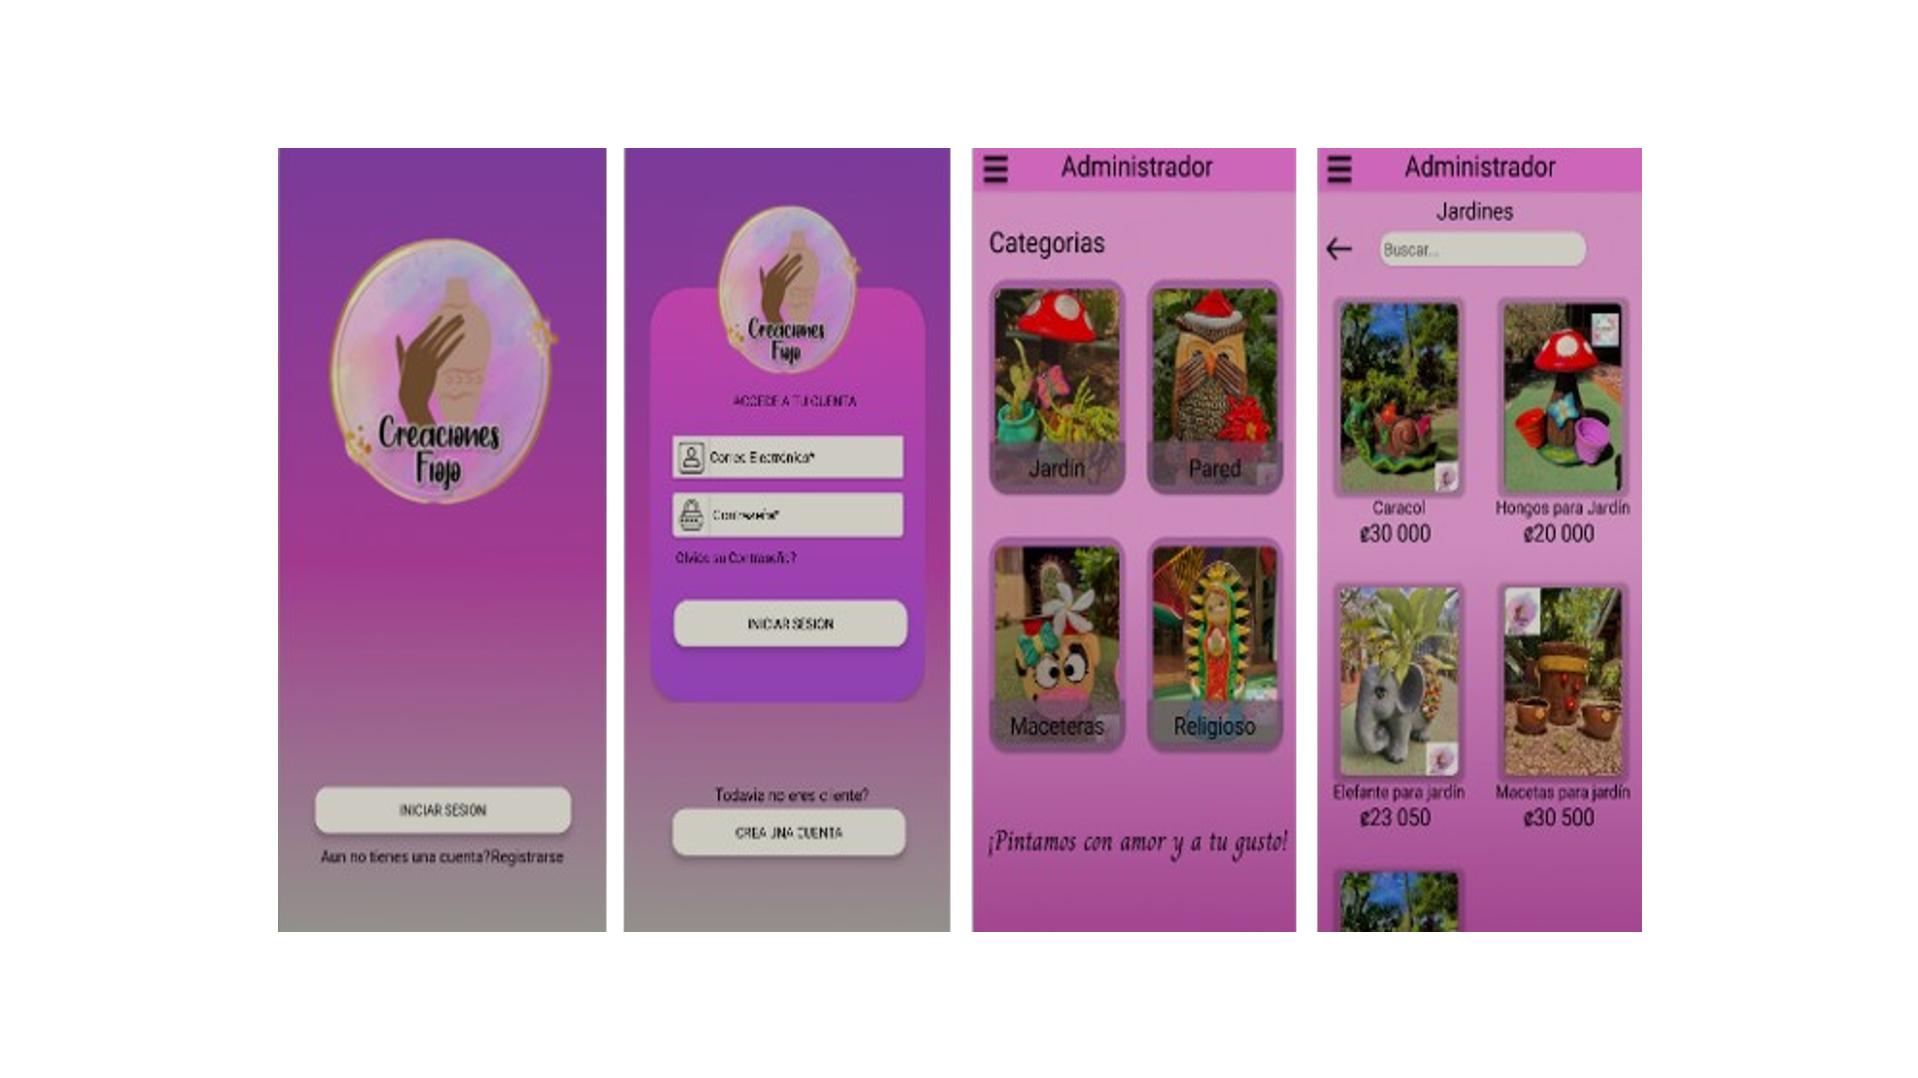 Creaciones
Fiojo
INICIAR SESION
Aun no tienes una cuenta?Registrarse
Creaciones
Fiojo
ACCEDE A TU CUENTA
Correo Electronico*
Contraseña*
Olvido su Contraseña?
INICIAR SESION
Todavia no eres cliente?
CREA UNA CUENTA
Administrador
Categorias
Jardín
Pared
Maceteras
Religioso
¡Pintamos con amor y a tu gusto!
Administrador
Jardines
Buscar...
Caracol
₡30 000
Hongos para Jardín
₡20 000
Elefante para jardín
₡23 050
Macetas para jardín
₡30 500